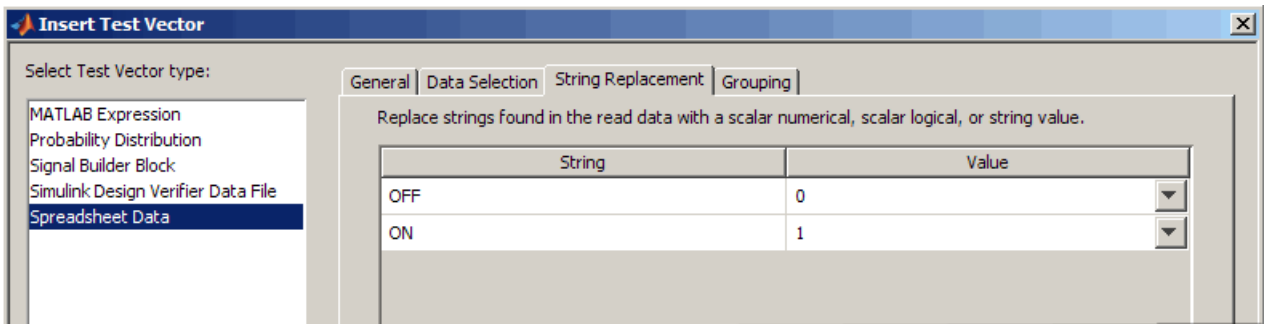 Insert Test Vector
Select Test Vector type:
MATLAB Expression
Probability Distribution
Signal Builder Block
Simulink Design Verifier Data File
Spreadsheet Data
General Data Selection String Replacement Grouping
Replace strings found in the read data with a scalar numerical, scalar logical, or string value.
String Value
OFF 0
ON 1